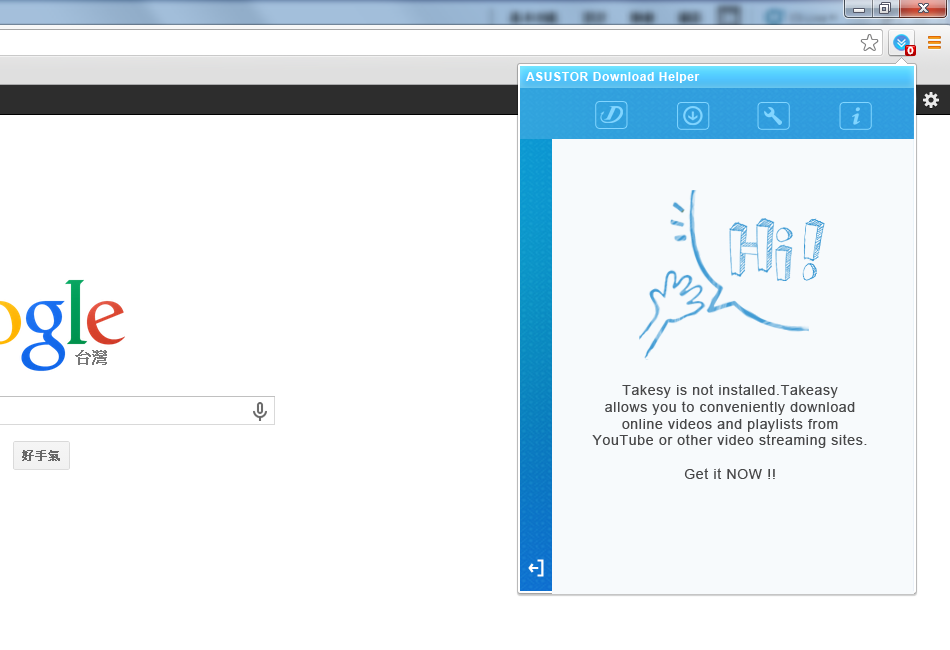 0
ASUSTOR Download Helper
D
i
Hi!
ogle
台灣
Takesy is not installed.Takeasy
allows you to conveniently download
online videos and playlists from
YouTube or other video streaming sites.
好手氣
Get it NOW !!